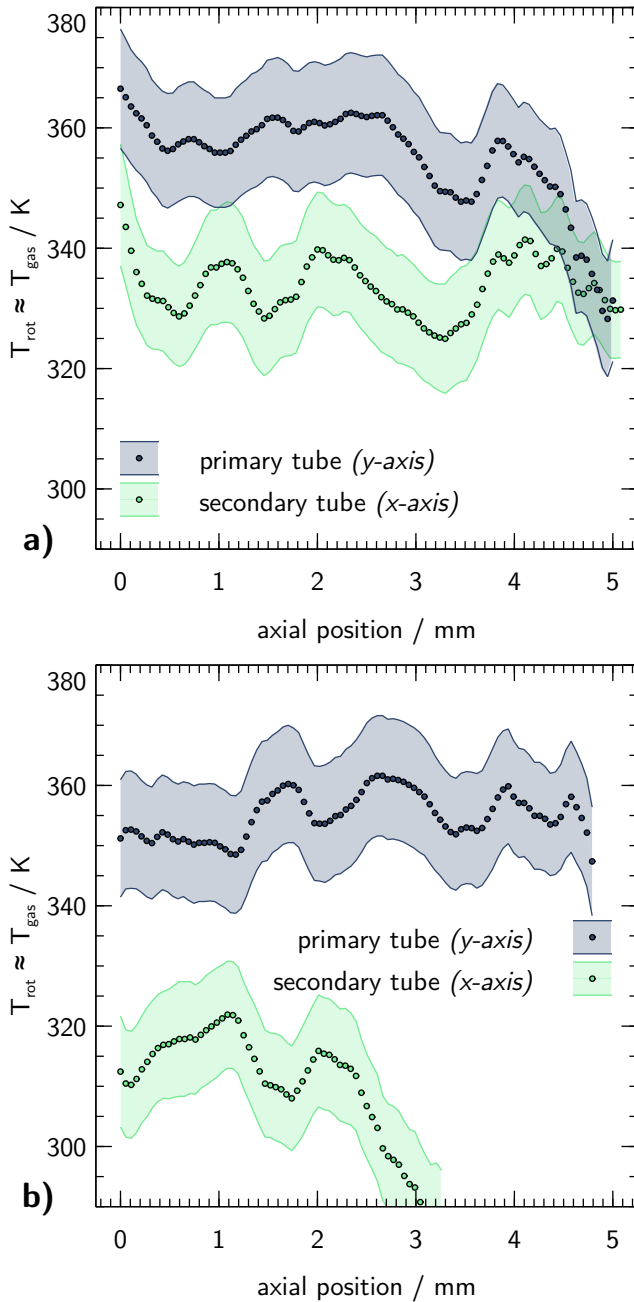 380
360
340
320
300
T_rot ≈ T_gas / K
primary tube (y-axis)
secondary tube (x-axis)
a)
0 1 2 3 4 5
axial position / mm
380
360
340
320
300
T_rot ≈ T_gas / K
primary tube (y-axis)
secondary tube (x-axis)
b)
0 1 2 3 4 5
axial position / mm